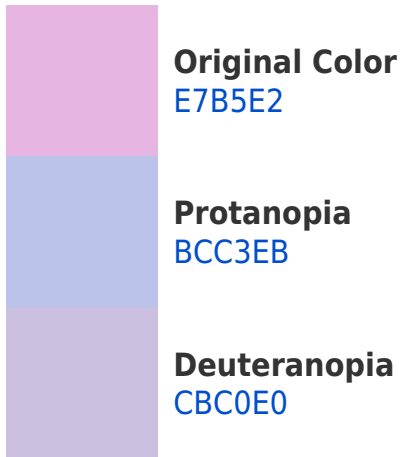 Original Color
E7B5E2
Protanopia
BCC3EB
Deuteranopia
CBC0E0